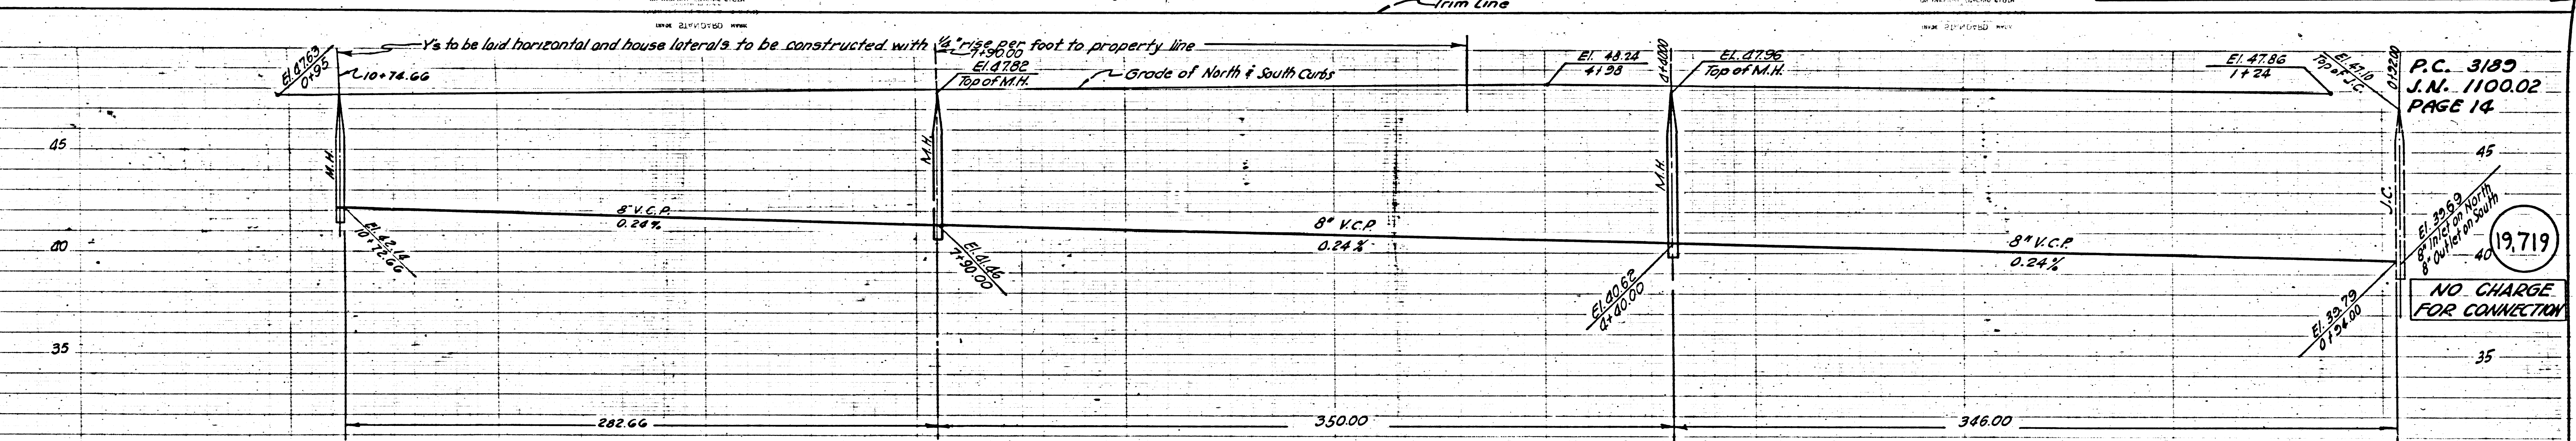 Trim Line
Y's to be laid horizontal and house laterals to be constructed with 1/4" rise per foot to property line
El. 47.63
0+95
10+74.66
7+90.00
El. 47.82
Top of M.H.
Grade of North & South Curbs
El. 48.24
4+98
4+40.00
El. 47.96
Top of M.H.
El. 47.86
1+24
El. 47.10
Top of J.C.
0+92.00
P.C. 3189
J.N. 1100.02
PAGE 14
45
M.H.
M.H.
M.H.
J.C.
45
8" V.C.P.
0.24%
8" V.C.P.
0.24%
8" V.C.P.
0.24%
40
El. 42.14
10+72.66
El. 41.46
7+90.00
El. 40.62
4+40.00
El. 39.79
0+94.00
El. 39.69
8" Inlet on North
8" Outlet on South
40
19,719
NO CHARGE
FOR CONNECTION
35
35
282.66
350.00
346.00